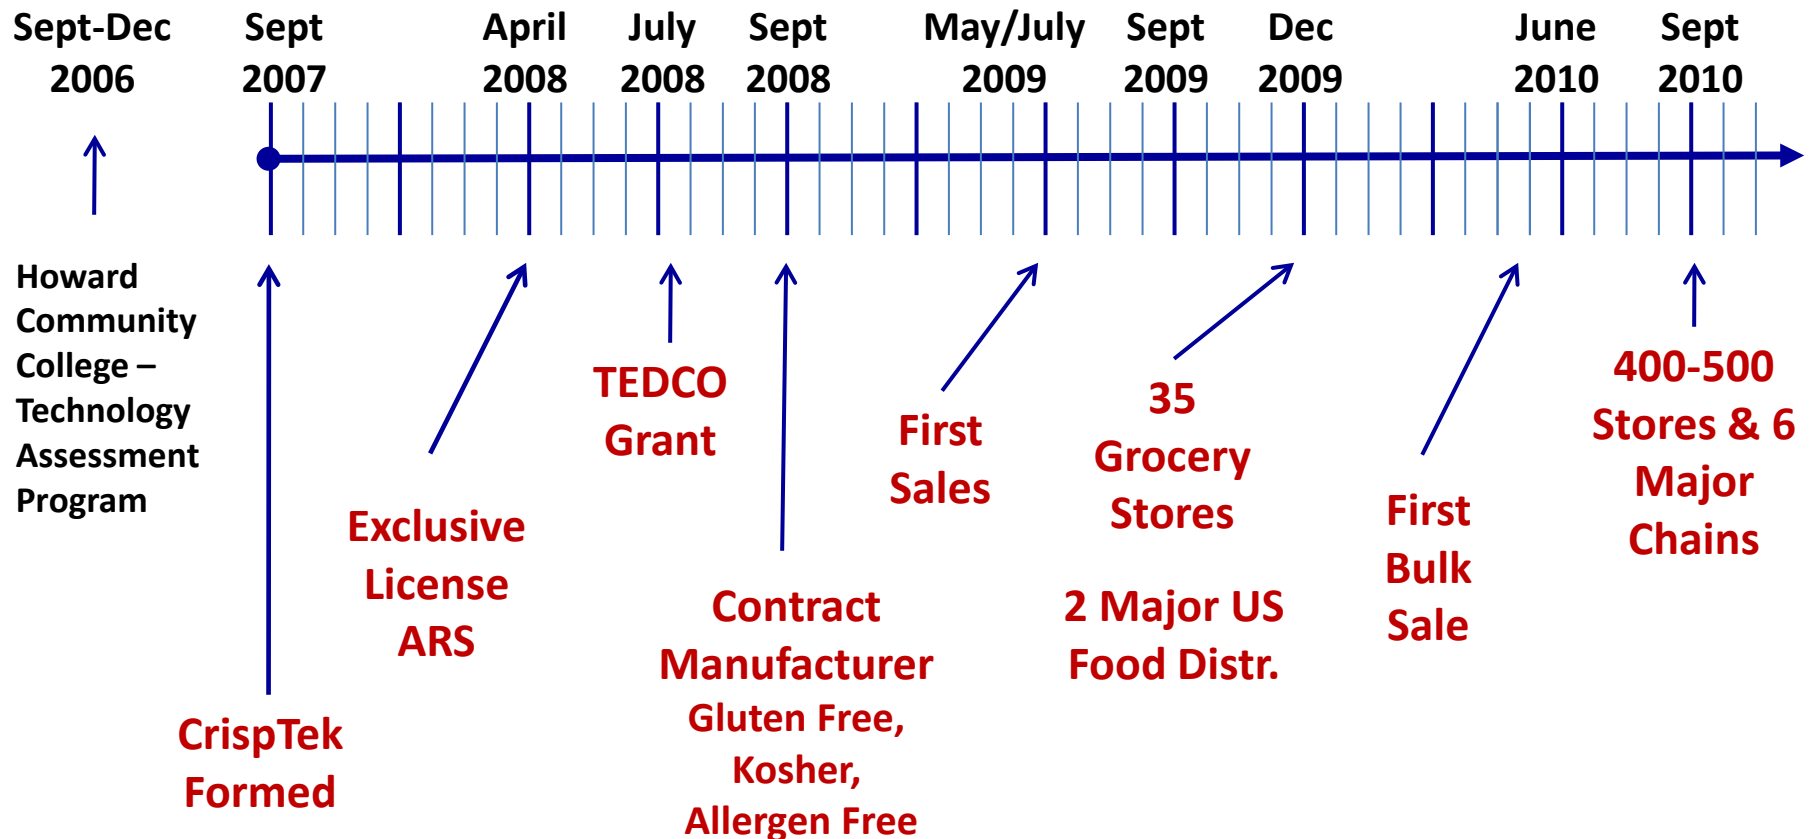 Sept-Dec
2006
Sept
2007
April
2008
July
2008
Sept
2008
May/July
2009
Sept
2009
Dec
2009
June
2010
Sept
2010
Howard
Community
College –
Technology
Assessment
Program
CrispTek
Formed
Exclusive
License
ARS
TEDCO
Grant
Contract
Manufacturer
Gluten Free,
Kosher,
Allergen Free
First
Sales
35
Grocery
Stores
2 Major US
Food Distr.
First
Bulk
Sale
400-500
Stores & 6
Major
Chains